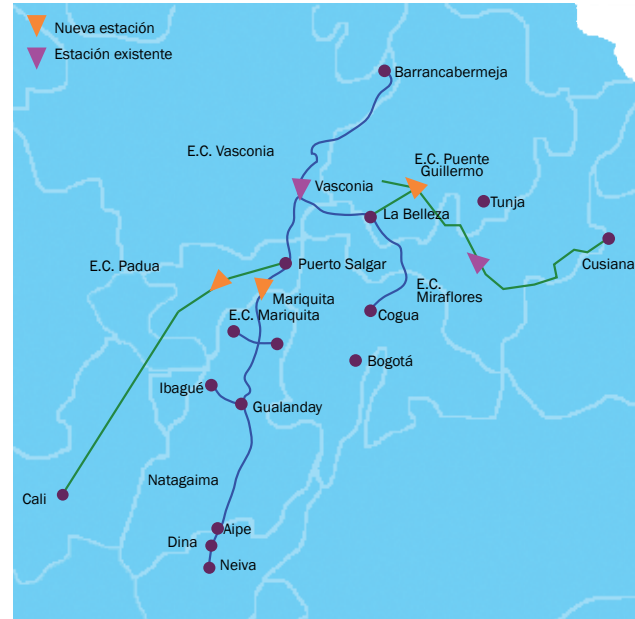 Nueva estación
Estación existente
Barrancabermeja
E.C. Vasconia
E.C. Puente
Guillermo
Vasconia
Tunja
La Belleza
E.C. Padua
Puerto Salgar
Cusiana
E.C.
Miraflores
Mariquita
E.C. Mariquita
Cogua
Bogotá
Ibagué
Gualanday
Natagaima
Cali
Aipe
Dina
Neiva